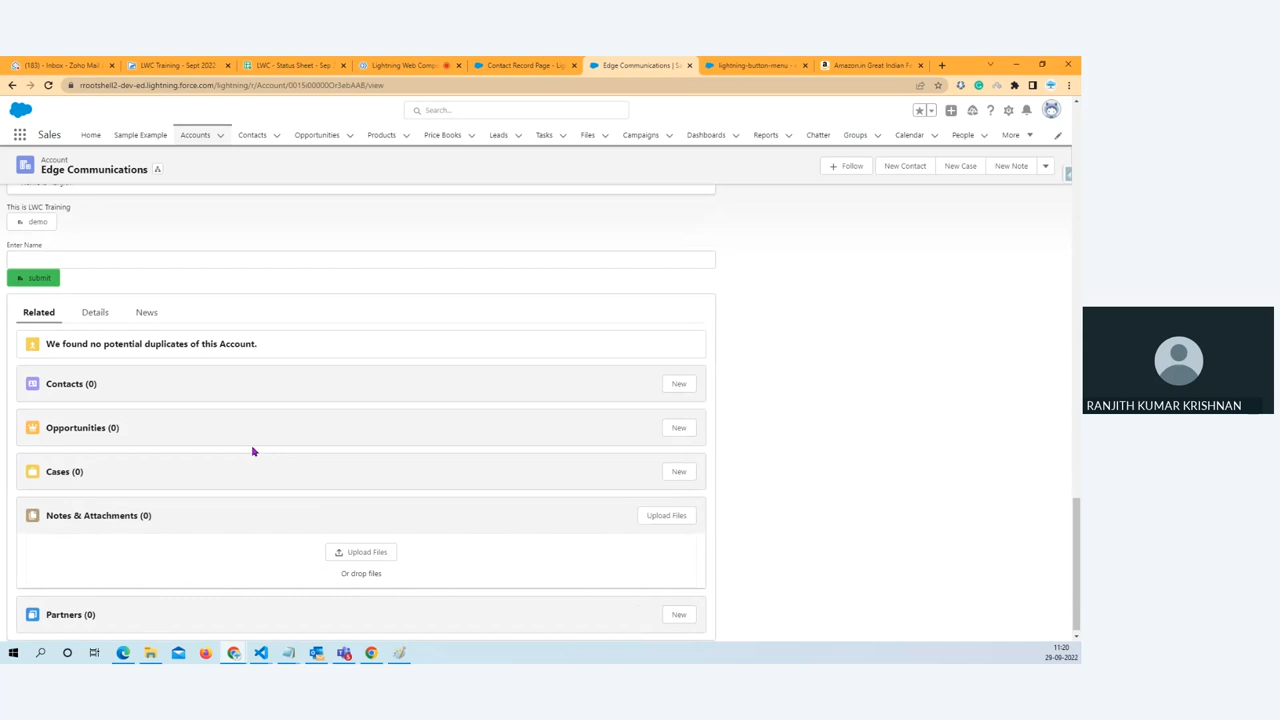 (183) - Inbox - Zoho Mail
LWC Training - Sept 2022
LWC - Status Sheet - Sep
Lightning Web Comp
Contact Record Page - Lig
Edge Communications | S
lightning-button-menu -
Amazon.in Great Indian F
rrootshell2-dev-ed.lightning.force.com/lightning/r/Account/0015i00000Or3ebAAB/view
Search...
Sales
Home
Sample Example
Accounts
Contacts
Opportunities
Products
Price Books
Leads
Tasks
Files
Campaigns
Dashboards
Reports
Chatter
Groups
Calendar
People
More
Account
Edge Communications
+ Follow
New Contact
New Case
New Note
This is LWC Training
demo
Enter Name
submit
Related
Details
News
We found no potential duplicates of this Account.
Contacts (0)
New
Opportunities (0)
New
Cases (0)
New
Notes & Attachments (0)
Upload Files
Upload Files
Or drop files
Partners (0)
New
RANJITH KUMAR KRISHNAN
11:20
29-09-2022